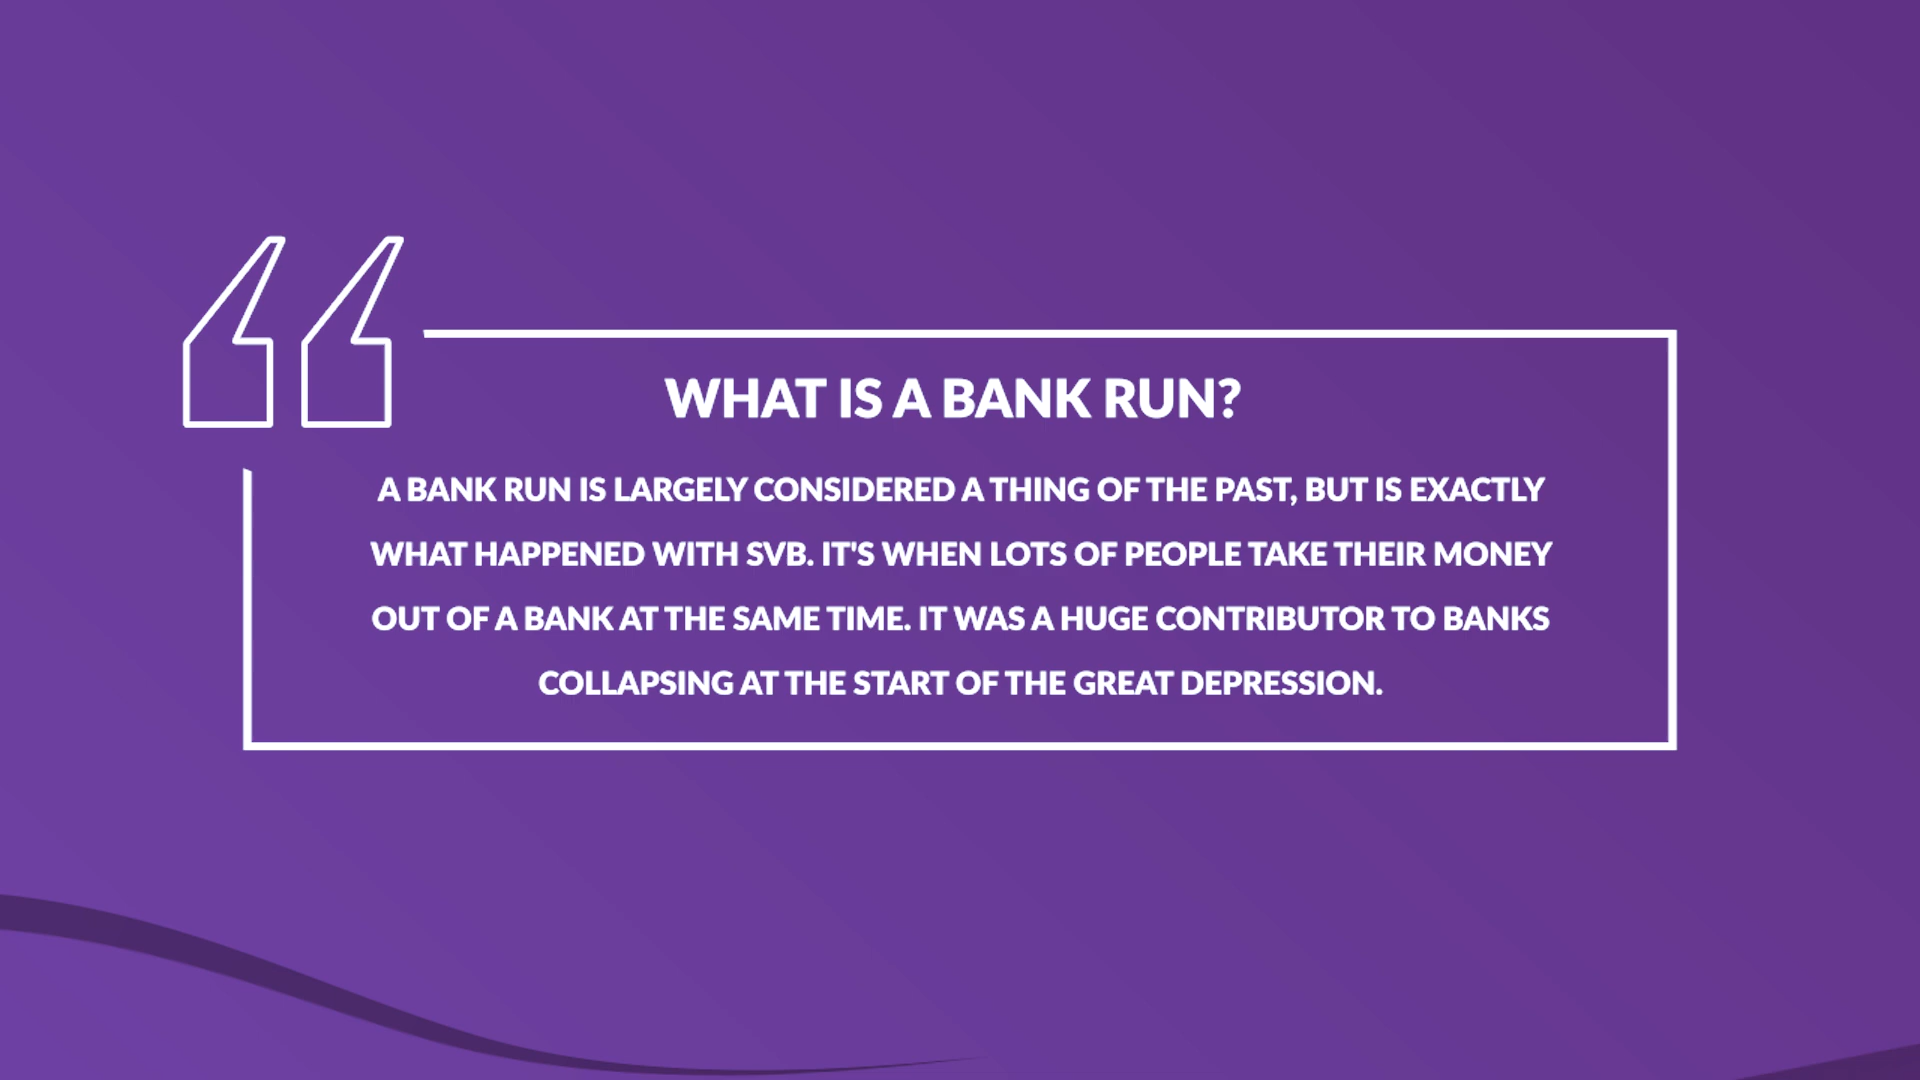 WHAT IS A BANK RUN?
A BANK RUN IS LARGELY CONSIDERED A THING OF THE PAST, BUT IS EXACTLY
WHAT HAPPENED WITH SVB. IT'S WHEN LOTS OF PEOPLE TAKE THEIR MONEY
OUT OF A BANK AT THE SAME TIME. IT WAS A HUGE CONTRIBUTOR TO BANKS
COLLAPSING AT THE START OF THE GREAT DEPRESSION.